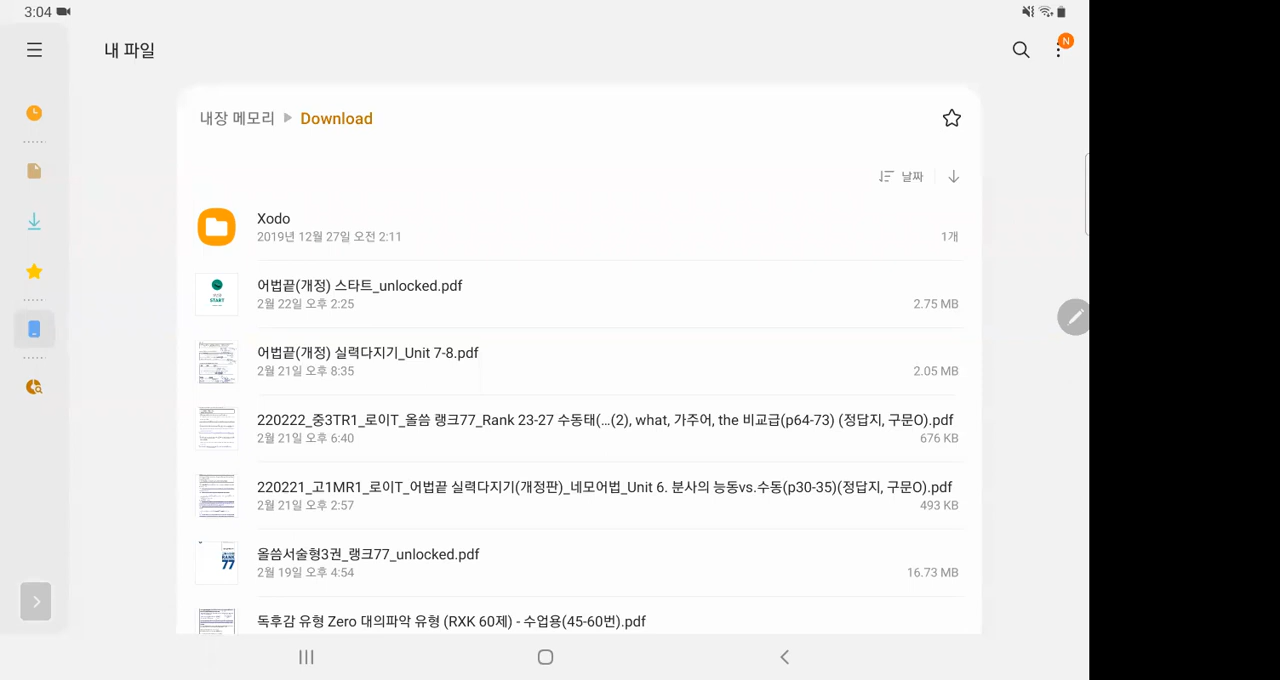 3:04
내 파일
N
내장 메모리 Download
날짜
Xodo
2019년 12월 27일 오전 2:11
1개
어법끝(개정) 스타트_unlocked.pdf
2월 22일 오후 2:25
2.75 MB
어법끝(개정) 실력다지기_Unit 7-8.pdf
2월 21일 오후 8:35
2.05 MB
220222_중3TR1_로이T_올씀 랭크77_Rank 23-27 수동태(...(2), what, 가주어, the 비교급(p64-73) (정답지, 구문O).pdf
2월 21일 오후 6:40
676 KB
220221_고1MR1_로이T_어법끝 실력다지기(개정판)_네모어법_Unit 6. 분사의 능동vs.수동(p30-35)(정답지, 구문O).pdf
2월 21일 오후 2:57
493 KB
올씀서술형3권_랭크77_unlocked.pdf
2월 19일 오후 4:54
16.73 MB
START
RANK
77
독후감 유형 Zero 대의파악 유형 (RXK 60제) - 수업용(45-60번).pdf